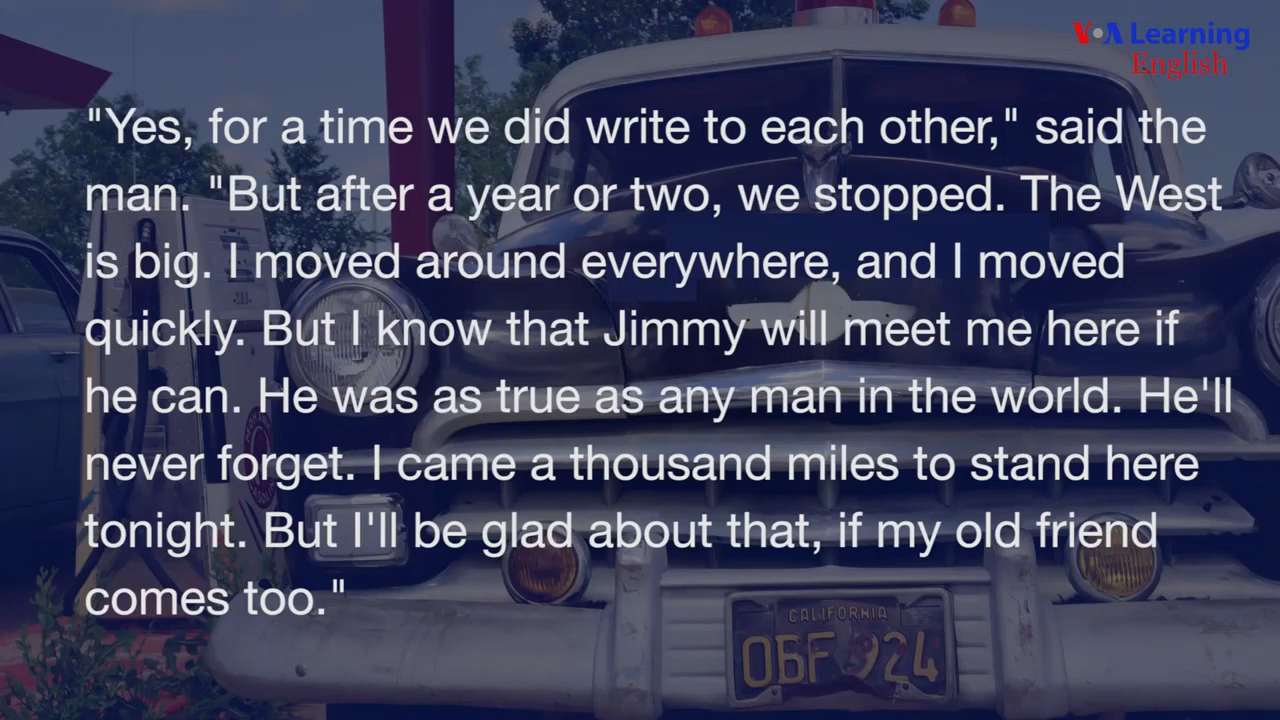 VOA Learning
English
"Yes, for a time we did write to each other," said the
man. "But after a year or two, we stopped. The West
is big. I moved around everywhere, and I moved
quickly. But I know that Jimmy will meet me here if
he can. He was as true as any man in the world. He'll
never forget. I came a thousand miles to stand here
tonight. But I'll be glad about that, if my old friend
comes too."
CALIFORNIA